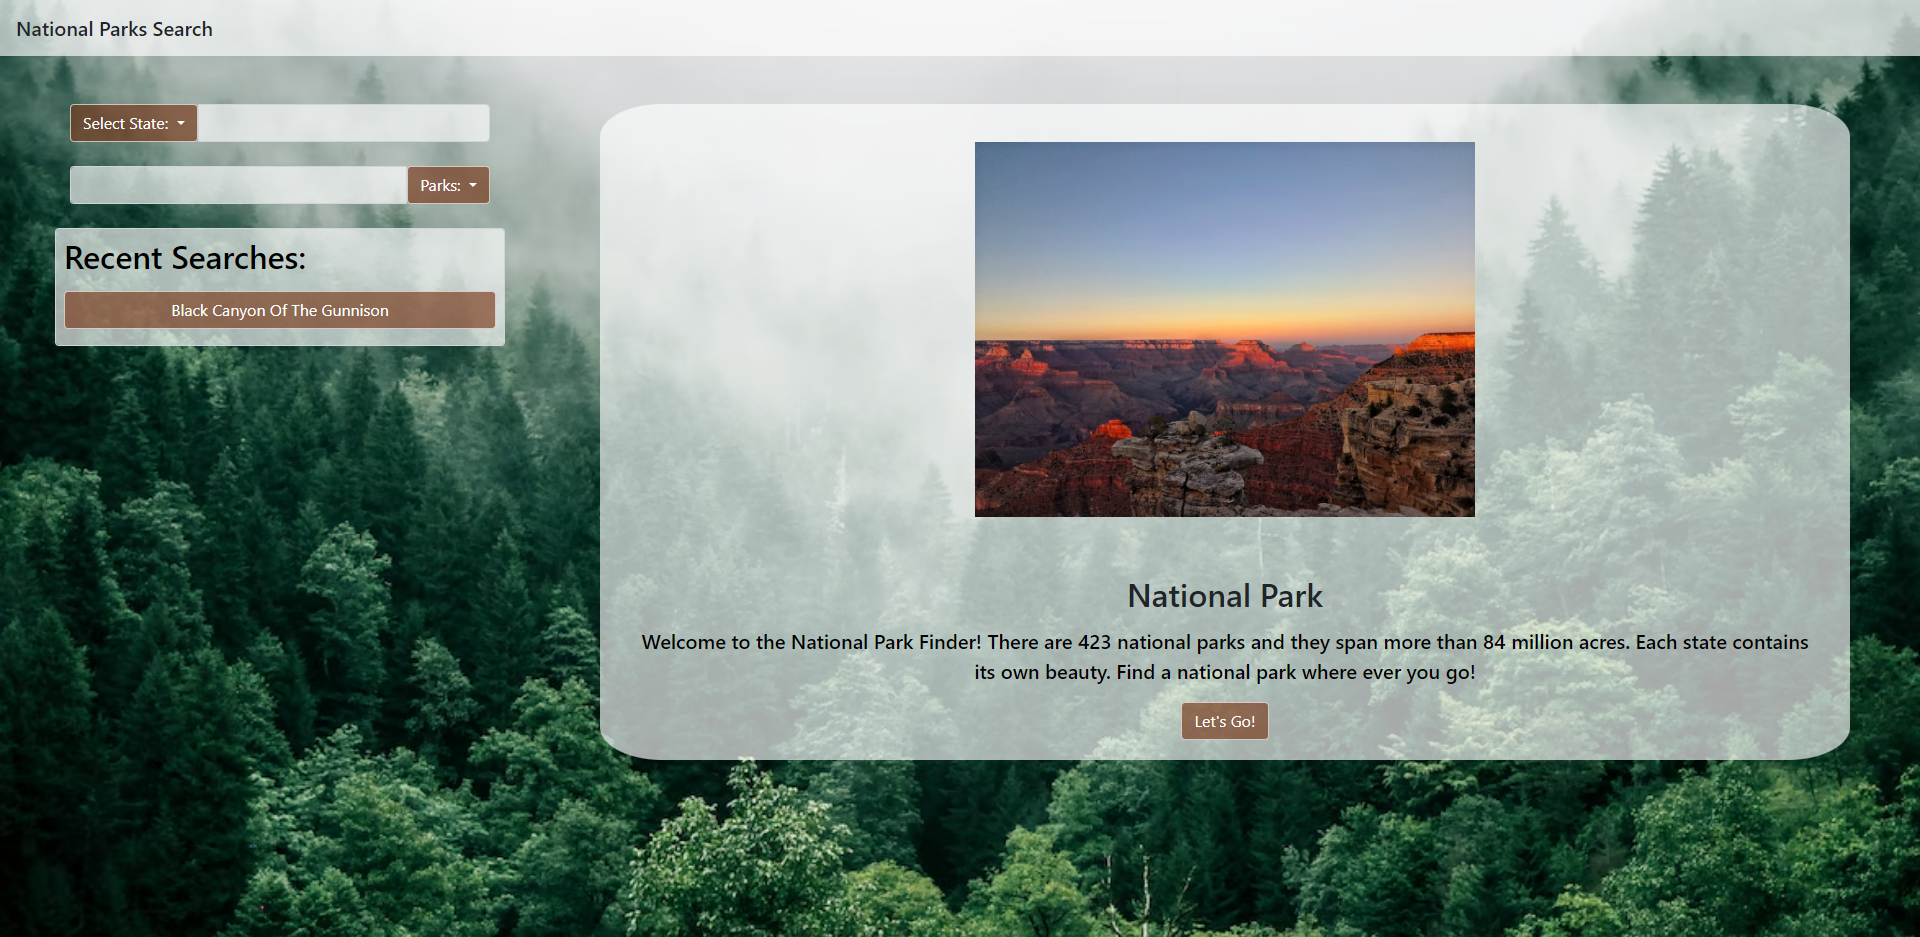 National Parks Search
Select State:
Parks:
Recent Searches:
Black Canyon Of The Gunnison
National Park
Welcome to the National Park Finder! There are 423 national parks and they span more than 84 million acres. Each state contains
its own beauty. Find a national park where ever you go!
Let's Go!